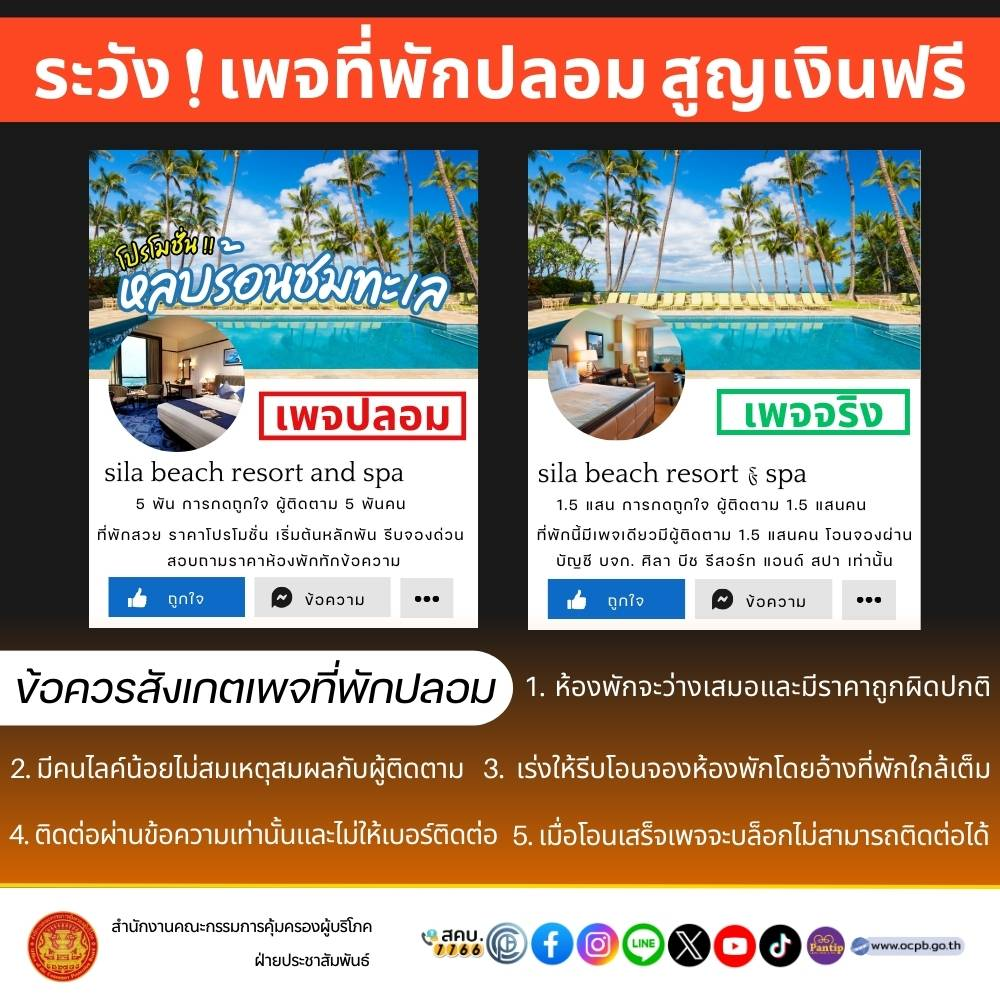 ระวัง ! เพจที่พักปลอม สูญเงินฟรี
โปรโมชั่น !!
หลบร้อนชมทะเล
เพจปลอม
sila beach resort and spa
5 พัน การกดถูกใจ ผู้ติดตาม 5 พันคน
ที่พักสวย ราคาโปรโมชั่น เริ่มต้นหลักพัน รีบจองด่วน
สอบถามราคาห้องพักทักข้อความ
ถูกใจ
ข้อความ
เพจจริง
sila beach resort & spa
1.5 แสน การกดถูกใจ ผู้ติดตาม 1.5 แสนคน
ที่พักนี้มีเพจเดียวมีผู้ติดตาม 1.5 แสนคน โอนจองผ่าน
บัญชี บจก. ศิลา บีช รีสอร์ท แอนด์ สปา เท่านั้น
ถูกใจ
ข้อความ
ข้อควรสังเกตเพจที่พักปลอม
1. ห้องพักจะว่างเสมอและมีราคาถูกผิดปกติ
2. มีคนไลค์น้อยไม่สมเหตุสมผลกับผู้ติดตาม
3. เร่งให้รีบโอนจองห้องพักโดยอ้างที่พักใกล้เต็ม
4. ติดต่อผ่านข้อความเท่านั้นและไม่ให้เบอร์ติดต่อ
5. เมื่อโอนเสร็จเพจจะบล็อกไม่สามารถติดต่อได้
สำนักงานคณะกรรมการคุ้มครองผู้บริโภค
ฝ่ายประชาสัมพันธ์
สคบ.
1166
LINE
Pantip
www.ocpb.go.th